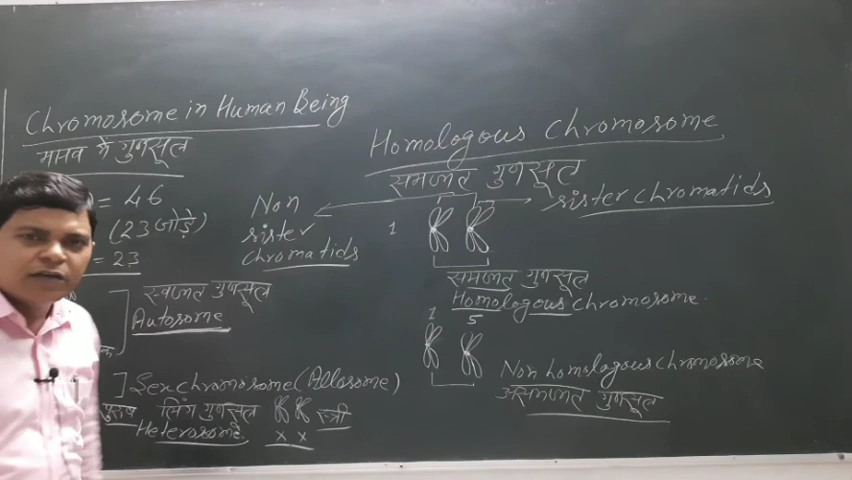 Chromosome in Human Being
मानव में गुणसूत्र
= 46
(23 जोड़े)
= 23
स्वजात गुणसूत्र
Autosome
]Sex chromosome (Allosome)
पुरुष लिंग गुणसूत्र स्त्री
Heterosome X X
Homologous Chromosome
समजात गुणसूत्र
Non
sister
chromatids
sister chromatids
1
समजात गुणसूत्र
Homologous chromosome.
1 5
Non homologous chromosome
असमजात गुणसूत्र